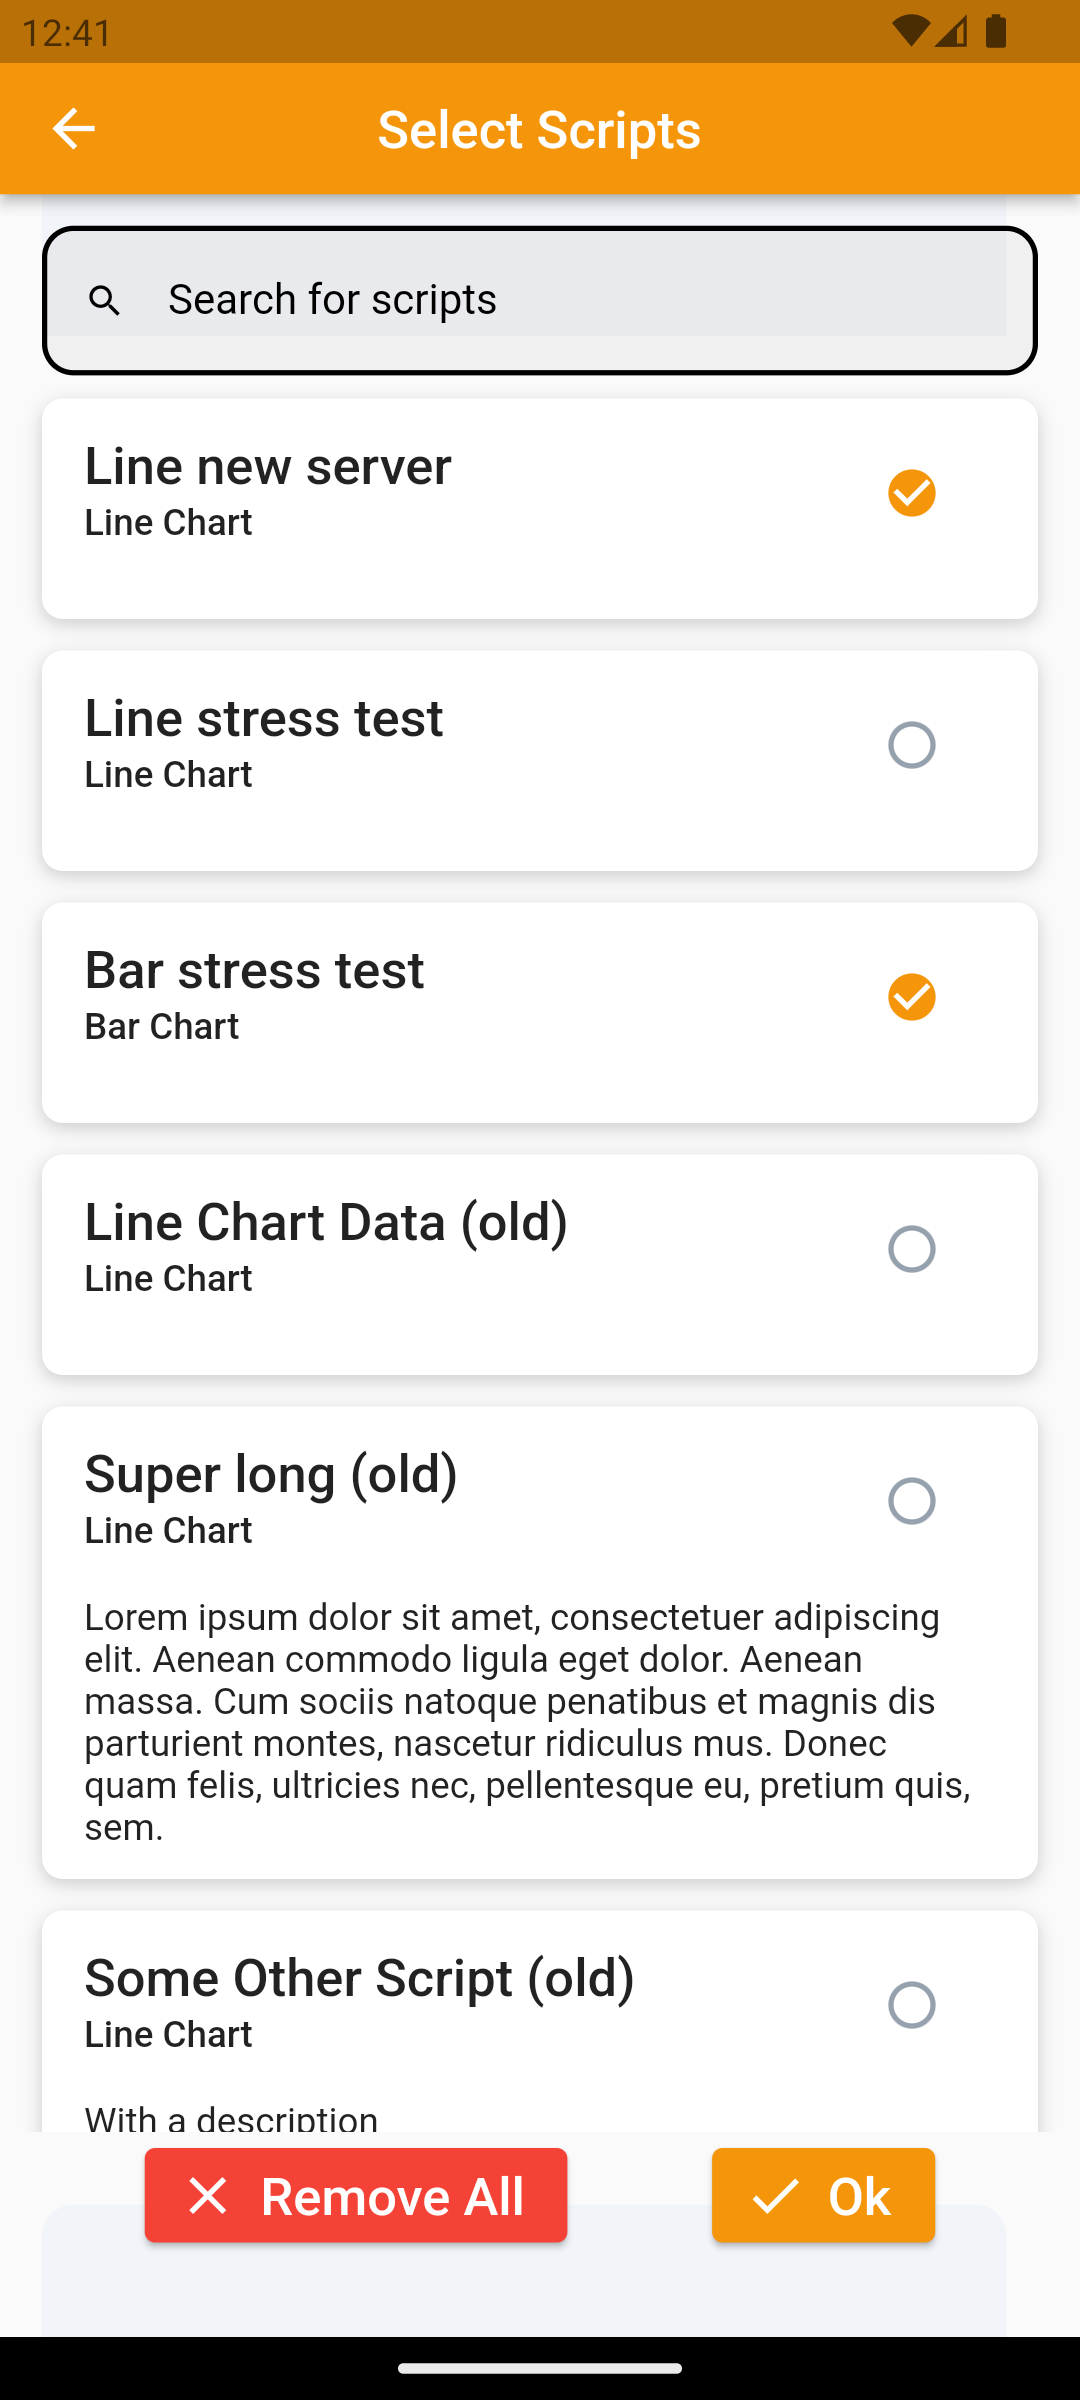 12:41
Select Scripts
Search for scripts
Line new server
Line Chart
Line stress test
Line Chart
Bar stress test
Bar Chart
Line Chart Data (old)
Line Chart
Super long (old)
Line Chart
Lorem ipsum dolor sit amet, consectetuer adipiscing
elit. Aenean commodo ligula eget dolor. Aenean
massa. Cum sociis natoque penatibus et magnis dis
parturient montes, nascetur ridiculus mus. Donec
quam felis, ultricies nec, pellentesque eu, pretium quis,
sem.
Some Other Script (old)
Line Chart
With a description
Remove All
Ok